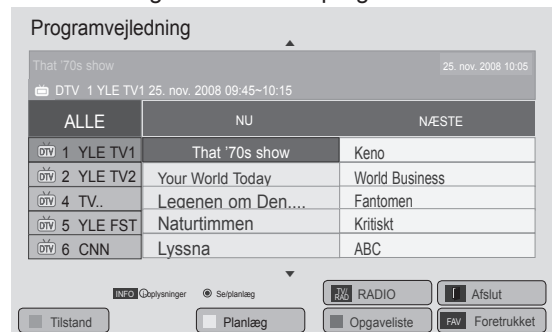 Programvejledning
That '70s show 25. nov. 2008 10:05
DTV 1 YLE TV1 25. nov. 2008 09:45~10:15
ALLE NU NÆSTE
DTV 1 YLE TV1 That '70s show Keno
DTV 2 YLE TV2 Your World Today World Business
DTV 4 TV.. Legenen om Den.... Fantomen
DTV 5 YLE FST Naturtimmen Kritiskt
DTV 6 CNN Lyssna ABC
INFO Oplysninger Se/planlæg TV/RAD RADIO Afslut
Tilstand Planlæg Opgaveliste FAV Foretrukket